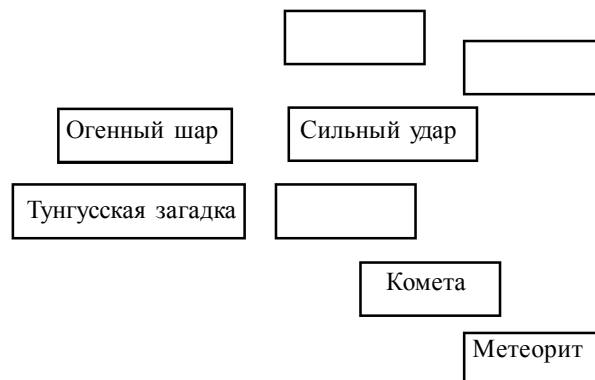 Огенный шар
Сильный удар
Тунгусская загадка
Комета
Метеорит